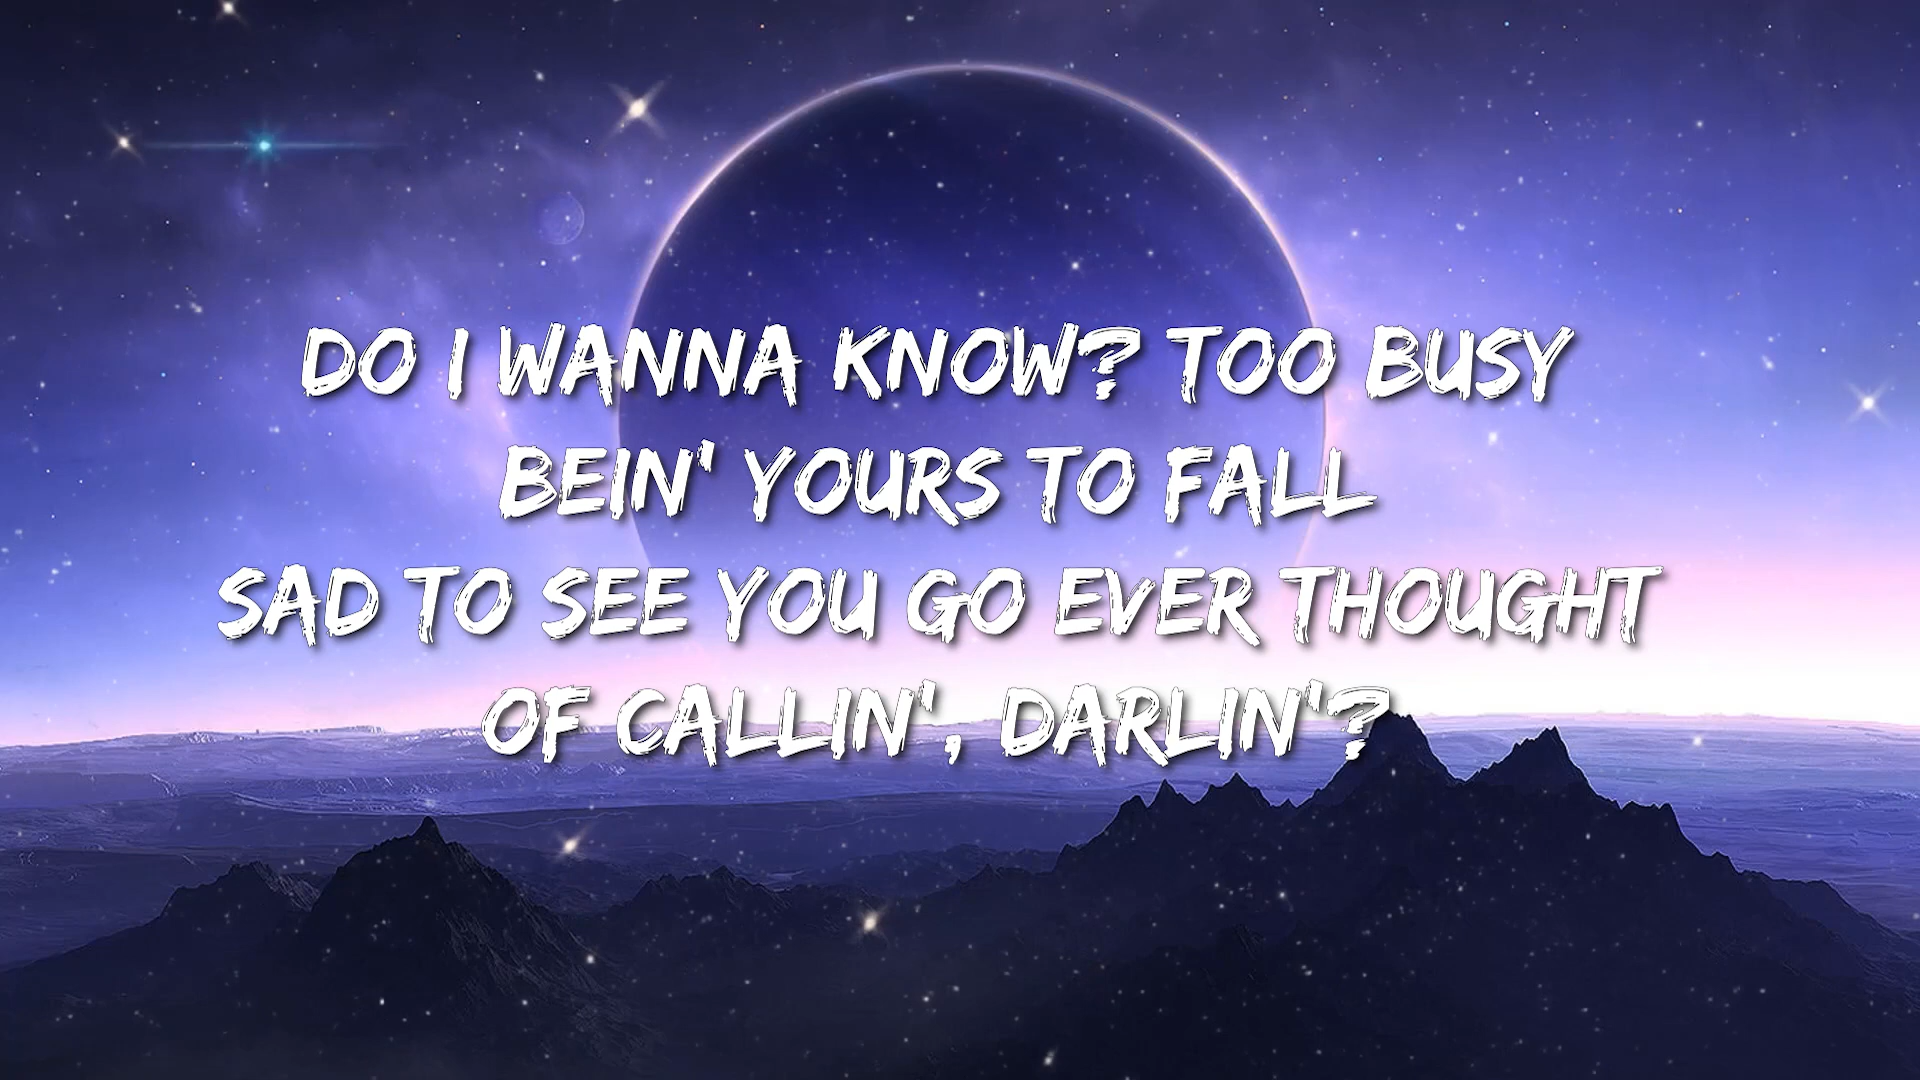 DO I WANNA KNOW? TOO BUSY
BEIN' YOURS TO FALL
SAD TO SEE YOU GO EVER THOUGHT
OF CALLIN', DARLIN'?